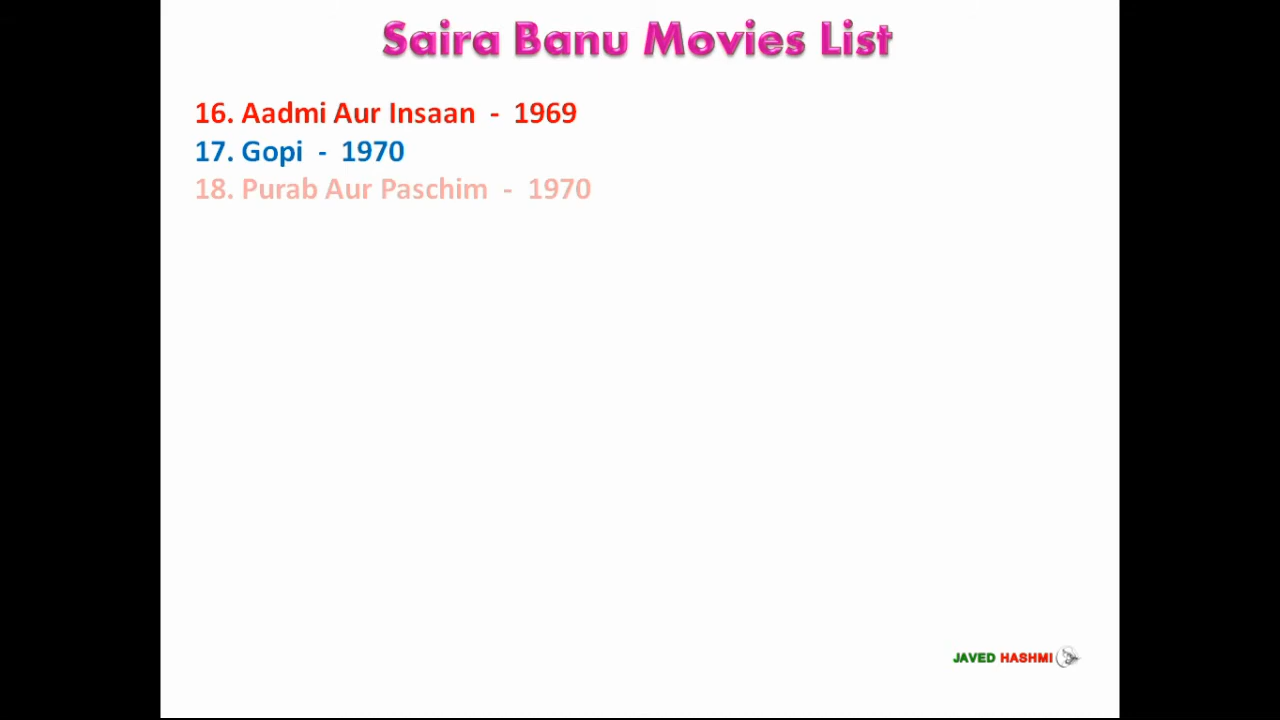 Saira Banu Movies List
16. Aadmi Aur Insaan - 1969
17. Gopi - 1970
18. Purab Aur Paschim - 1970
JAVED HASHMI